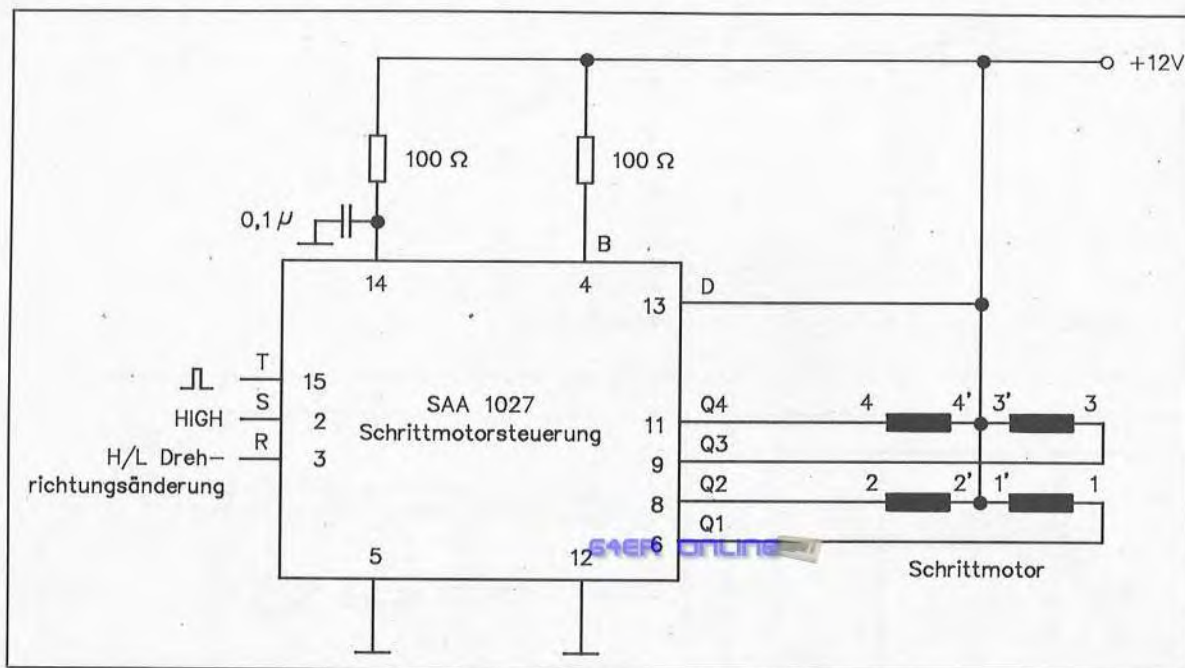 +12V
100 Ω
100 Ω
0,1 µ
B
14
4
D
13
T
15
S
HIGH
2
R
H/L Dreh-
richtungsänderung
3
SAA 1027
Schrittmotorsteuerung
Q4
11
4
4'
3'
3
Q3
9
Q2
8
2
2'
1'
1
Q1
6
64ER ONLINE
5
12
Schrittmotor